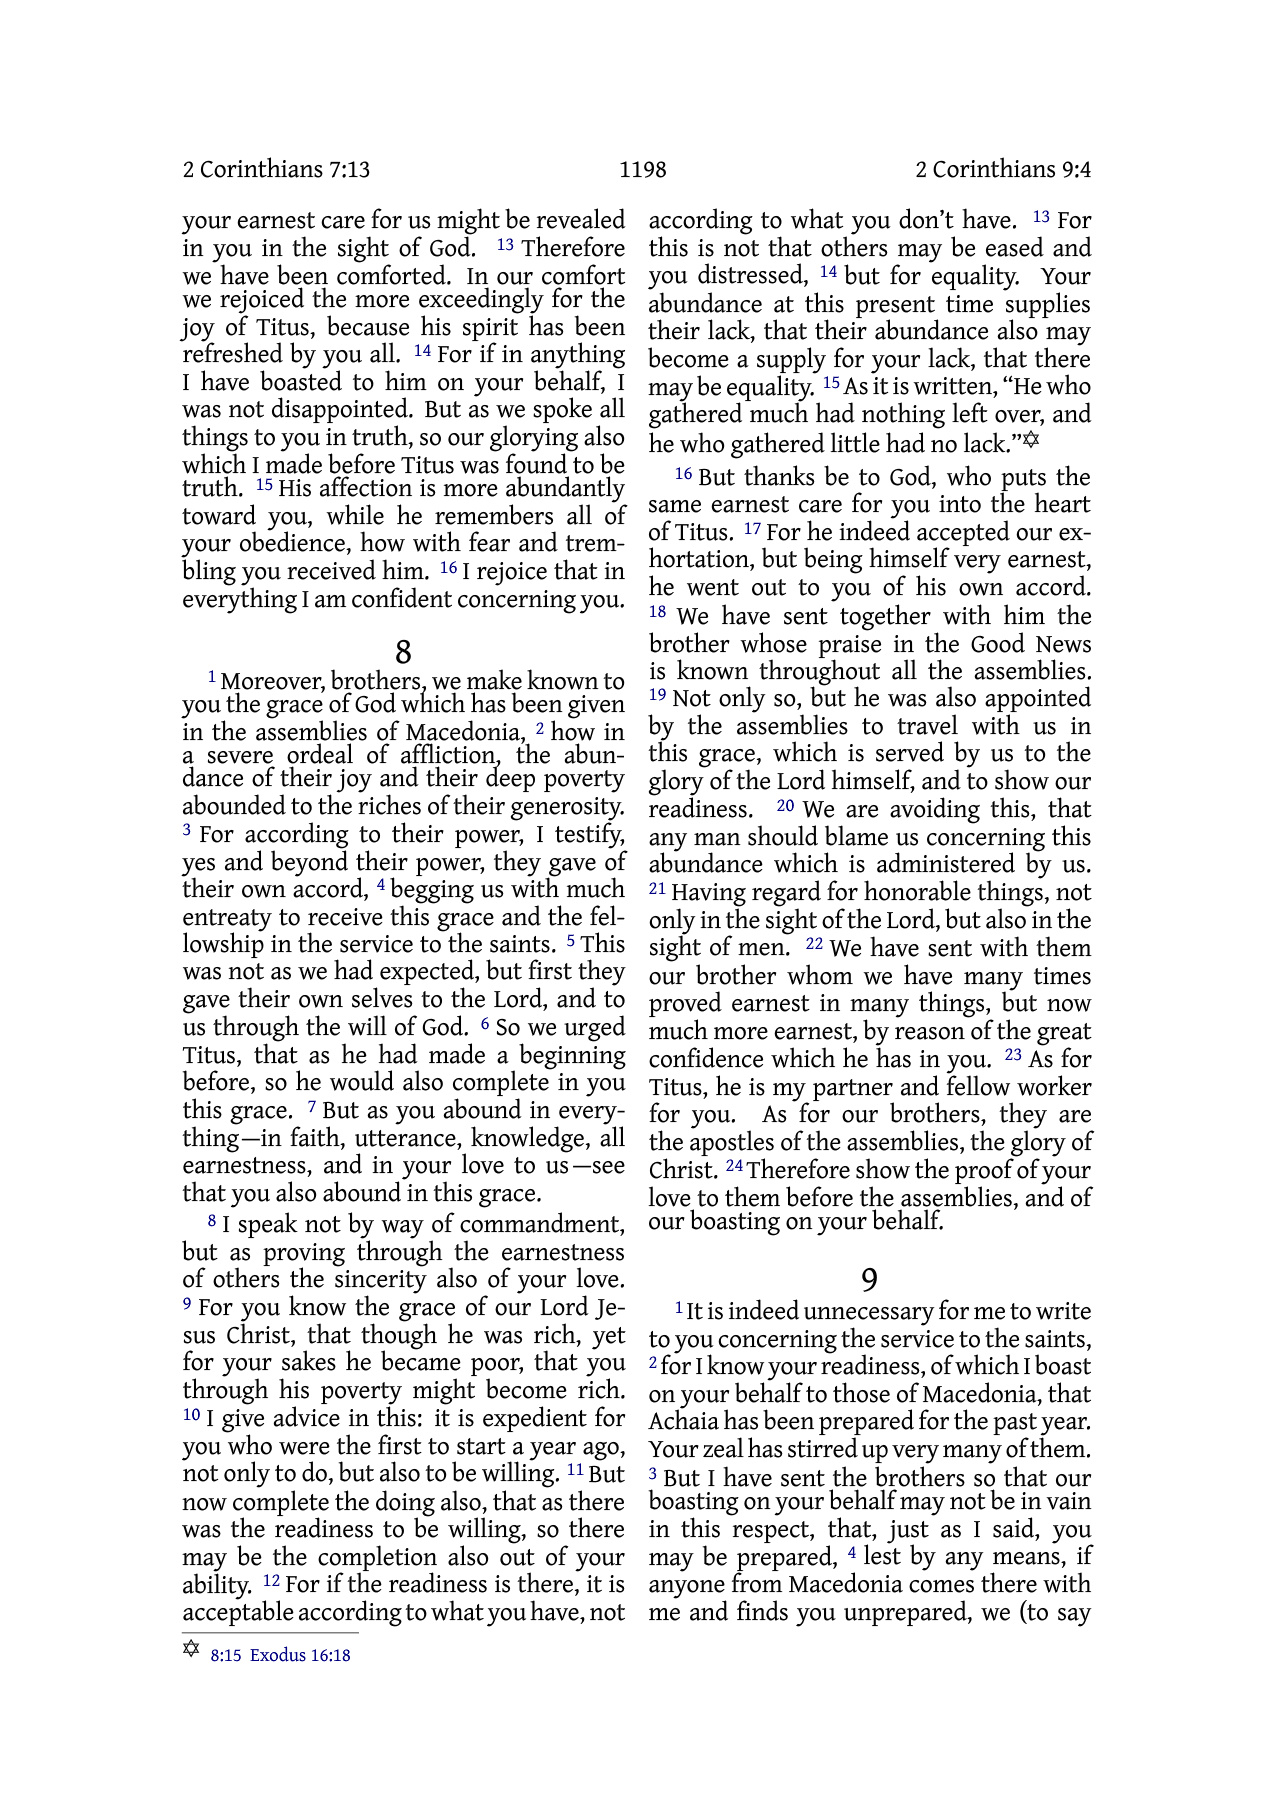 2 Corinthians 7:13 1198 2 Corinthians 9:4
your earnest care for us might be revealed
in you in the sight of God. 13 Therefore
we have been comforted. In our comfort
we rejoiced the more exceedingly for the
joy of Titus, because his spirit has been
refreshed by you all. 14 For if in anything
I have boasted to him on your behalf, I
was not disappointed. But as we spoke all
things to you in truth, so our glorying also
which I made before Titus was found to be
truth. 15 His affection is more abundantly
toward you, while he remembers all of
your obedience, how with fear and trem-
bling you received him. 16 I rejoice that in
everything I am confident concerning you.
8
1 Moreover, brothers, we make known to
you the grace of God which has been given
in the assemblies of Macedonia, 2 how in
a severe ordeal of affliction, the abun-
dance of their joy and their deep poverty
abounded to the riches of their generosity.
3 For according to their power, I testify,
yes and beyond their power, they gave of
their own accord, 4 begging us with much
entreaty to receive this grace and the fel-
lowship in the service to the saints. 5 This
was not as we had expected, but first they
gave their own selves to the Lord, and to
us through the will of God. 6 So we urged
Titus, that as he had made a beginning
before, so he would also complete in you
this grace. 7 But as you abound in every-
thing—in faith, utterance, knowledge, all
earnestness, and in your love to us—see
that you also abound in this grace.
8 I speak not by way of commandment,
but as proving through the earnestness
of others the sincerity also of your love.
9 For you know the grace of our Lord Je-
sus Christ, that though he was rich, yet
for your sakes he became poor, that you
through his poverty might become rich.
10 I give advice in this: it is expedient for
you who were the first to start a year ago,
not only to do, but also to be willing. 11 But
now complete the doing also, that as there
was the readiness to be willing, so there
may be the completion also out of your
ability. 12 For if the readiness is there, it is
acceptable according to what you have, not
✡ 8:15 Exodus 16:18
according to what you don’t have. 13 For
this is not that others may be eased and
you distressed, 14 but for equality. Your
abundance at this present time supplies
their lack, that their abundance also may
become a supply for your lack, that there
may be equality. 15 As it is written, “He who
gathered much had nothing left over, and
he who gathered little had no lack.”✡
16 But thanks be to God, who puts the
same earnest care for you into the heart
of Titus. 17 For he indeed accepted our ex-
hortation, but being himself very earnest,
he went out to you of his own accord.
18 We have sent together with him the
brother whose praise in the Good News
is known throughout all the assemblies.
19 Not only so, but he was also appointed
by the assemblies to travel with us in
this grace, which is served by us to the
glory of the Lord himself, and to show our
readiness. 20 We are avoiding this, that
any man should blame us concerning this
abundance which is administered by us.
21 Having regard for honorable things, not
only in the sight of the Lord, but also in the
sight of men. 22 We have sent with them
our brother whom we have many times
proved earnest in many things, but now
much more earnest, by reason of the great
confidence which he has in you. 23 As for
Titus, he is my partner and fellow worker
for you. As for our brothers, they are
the apostles of the assemblies, the glory of
Christ. 24 Therefore show the proof of your
love to them before the assemblies, and of
our boasting on your behalf.
9
1 It is indeed unnecessary for me to write
to you concerning the service to the saints,
2 for I know your readiness, of which I boast
on your behalf to those of Macedonia, that
Achaia has been prepared for the past year.
Your zeal has stirred up very many of them.
3 But I have sent the brothers so that our
boasting on your behalf may not be in vain
in this respect, that, just as I said, you
may be prepared, 4 lest by any means, if
anyone from Macedonia comes there with
me and finds you unprepared, we (to say